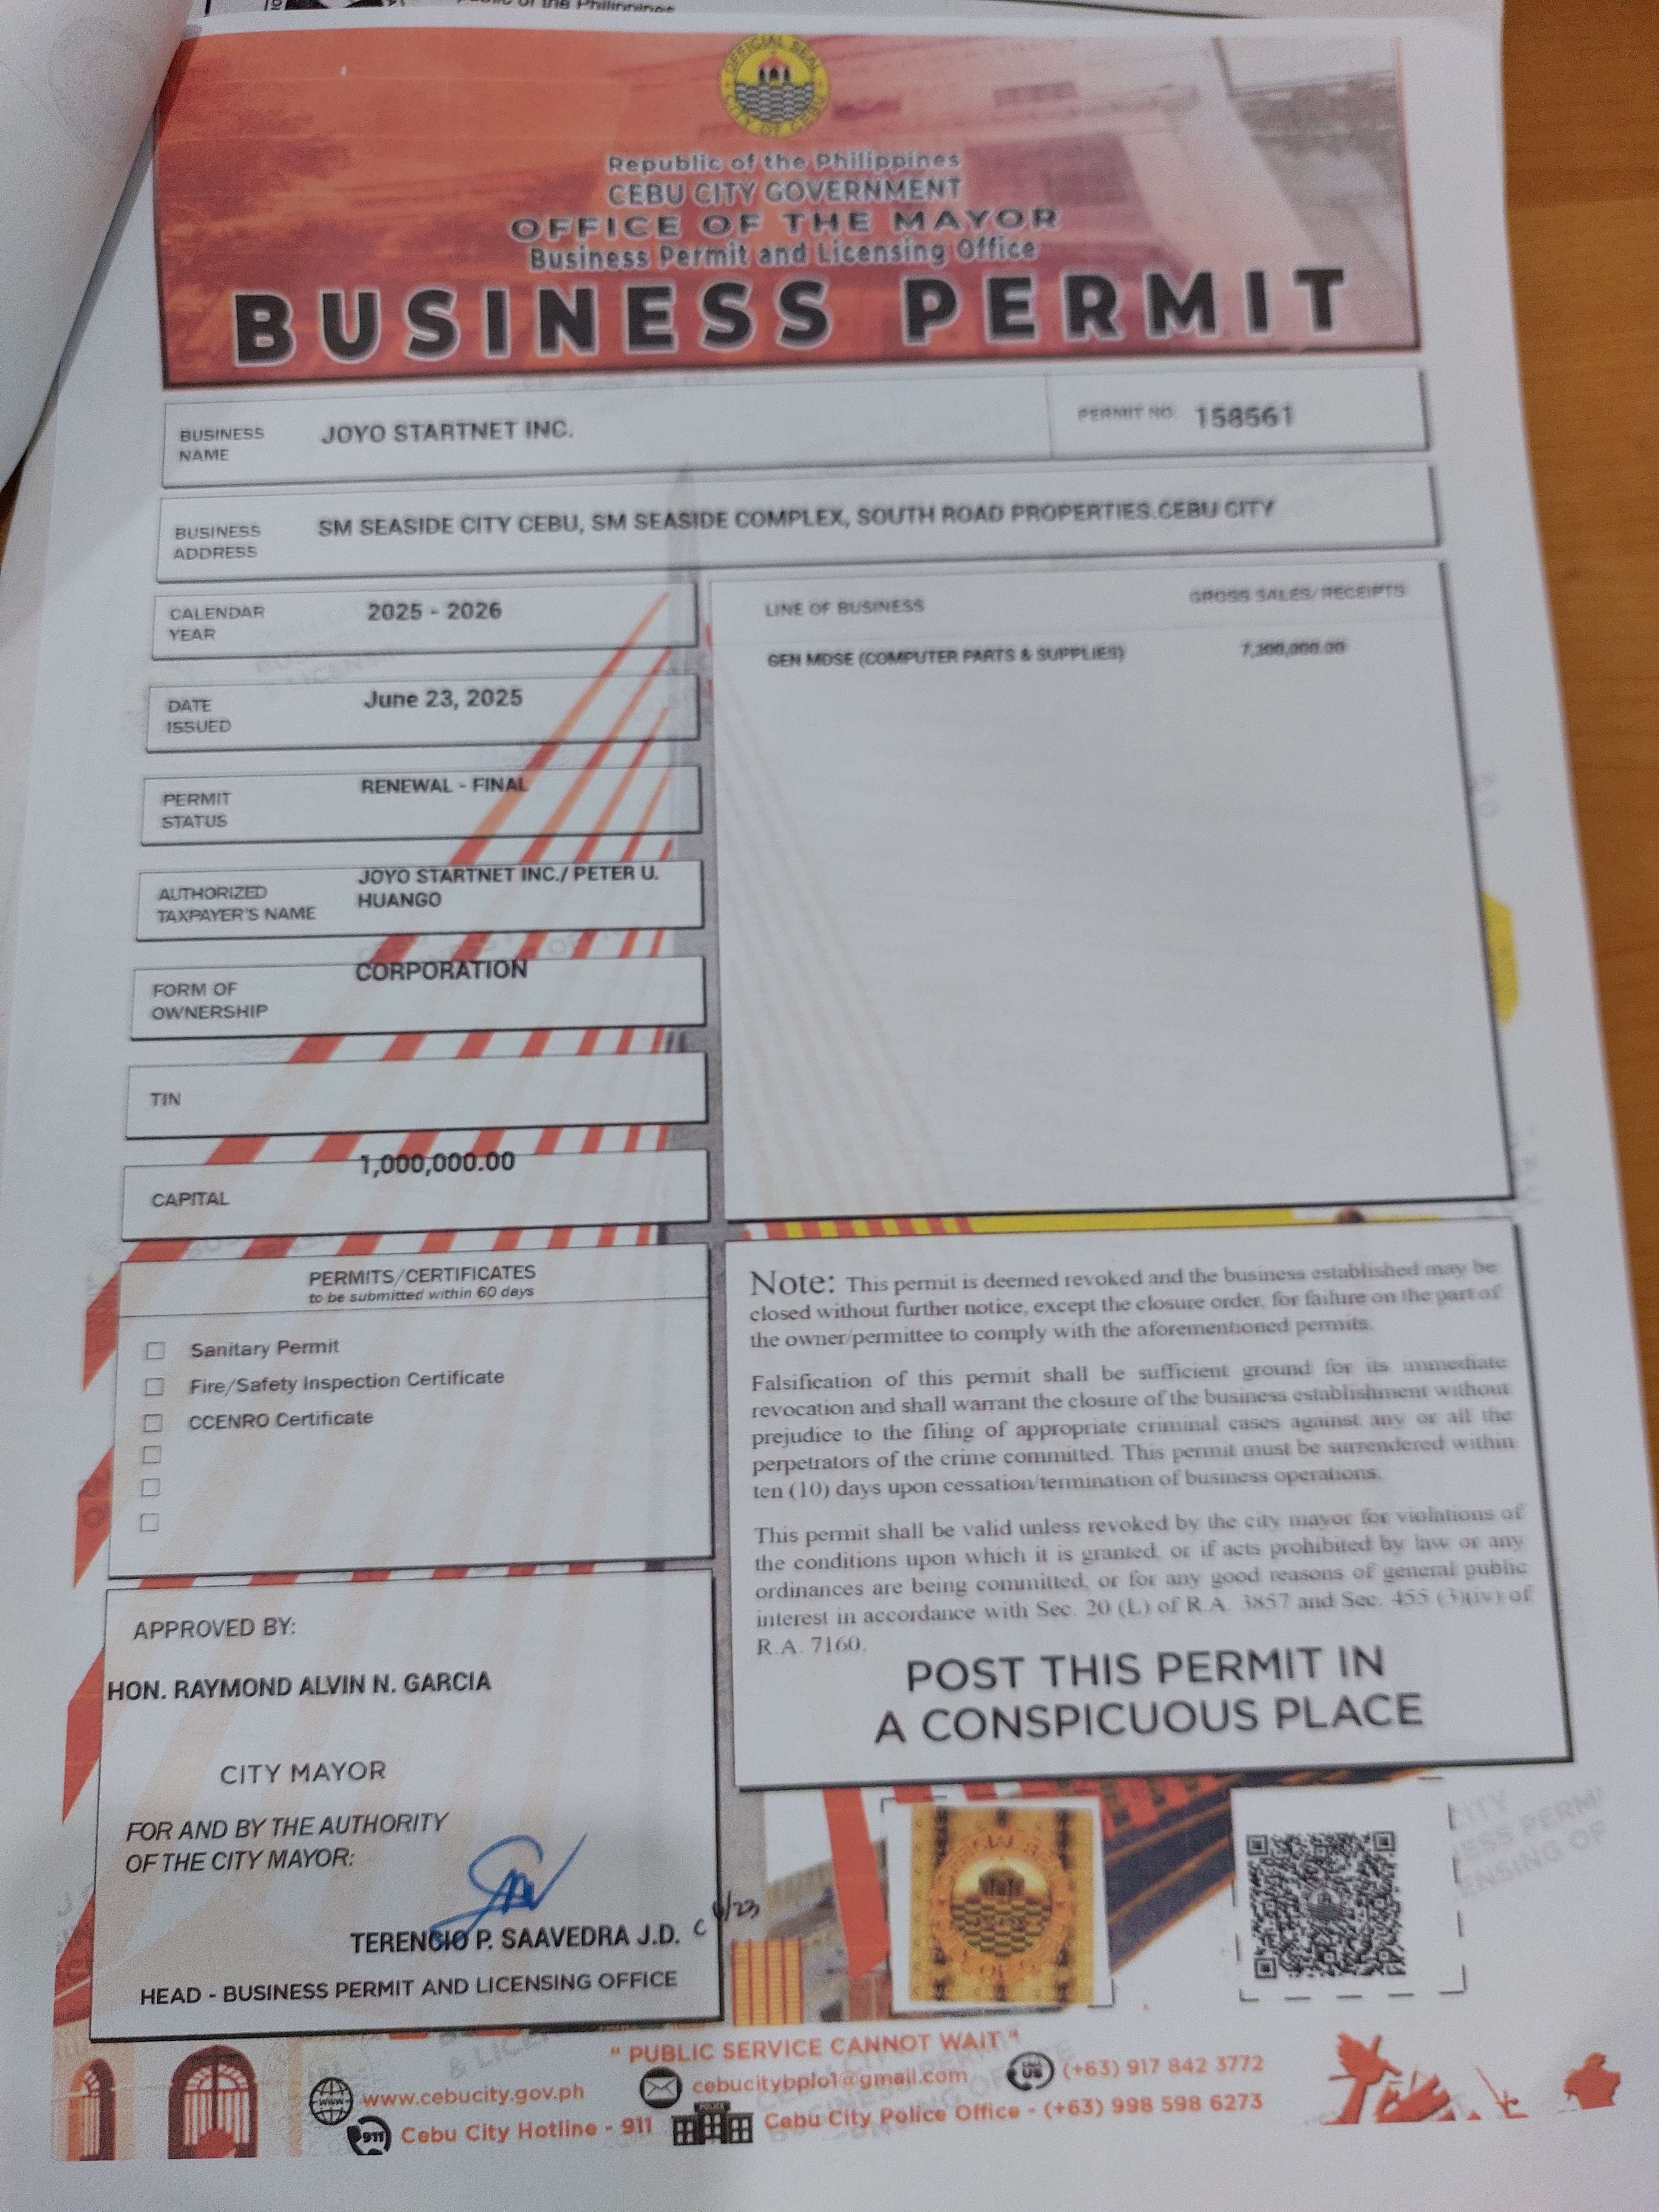 Public of the Philippines
OFFICIAL SEAL
CITY OF CEBU
Republic of the Philippines
CEBU CITY GOVERNMENT
OFFICE OF THE MAYOR
Business Permit and Licensing Office
BUSINESS PERMIT
BUSINESS NAME
JOYO STARTNET INC.
PERMIT NO. 158561
BUSINESS ADDRESS
SM SEASIDE CITY CEBU, SM SEASIDE COMPLEX, SOUTH ROAD PROPERTIES.CEBU CITY
CALENDAR YEAR
2025 - 2026
DATE ISSUED
June 23, 2025
PERMIT STATUS
RENEWAL - FINAL
AUTHORIZED TAXPAYER'S NAME
JOYO STARTNET INC./ PETER U.
HUANGO
FORM OF OWNERSHIP
CORPORATION
TIN
CAPITAL
1,000,000.00
LINE OF BUSINESS
GROSS SALES/RECEIPTS
GEN MDSE (COMPUTER PARTS & SUPPLIES)
PERMITS/CERTIFICATES
to be submitted within 60 days
Sanitary Permit
Fire/Safety Inspection Certificate
CCENRO Certificate
Note: This permit is deemed revoked and the business established may be
closed without further notice, except the closure order, for failure on the part of
the owner/permittee to comply with the aforementioned permits.
Falsification of this permit shall be sufficient ground for its immediate
revocation and shall warrant the closure of the business establishment without
prejudice to the filing of appropriate criminal cases against any or all the
perpetrators of the crime committed. This permit must be surrendered within
ten (10) days upon cessation/termination of business operations.
This permit shall be valid unless revoked by the city mayor for violations of
the conditions upon which it is granted, or if acts prohibited by law or any
ordinances are being committed, or for any good reasons of general public
interest in accordance with Sec. 20 (L) of R.A. 3857 and Sec. 455 (3)(iv) of
R.A. 7160.
POST THIS PERMIT IN
A CONSPICUOUS PLACE
APPROVED BY:
HON. RAYMOND ALVIN N. GARCIA
CITY MAYOR
FOR AND BY THE AUTHORITY
OF THE CITY MAYOR:
TERENCIO P. SAAVEDRA J.D.
6/23
HEAD - BUSINESS PERMIT AND LICENSING OFFICE
" PUBLIC SERVICE CANNOT WAIT "
www.cebucity.gov.ph
cebucitybplo1@gmail.com
CALL US
(+63) 917 842 3772
911
Cebu City Hotline - 911
POLICE
Cebu City Police Office - (+63) 998 598 6273